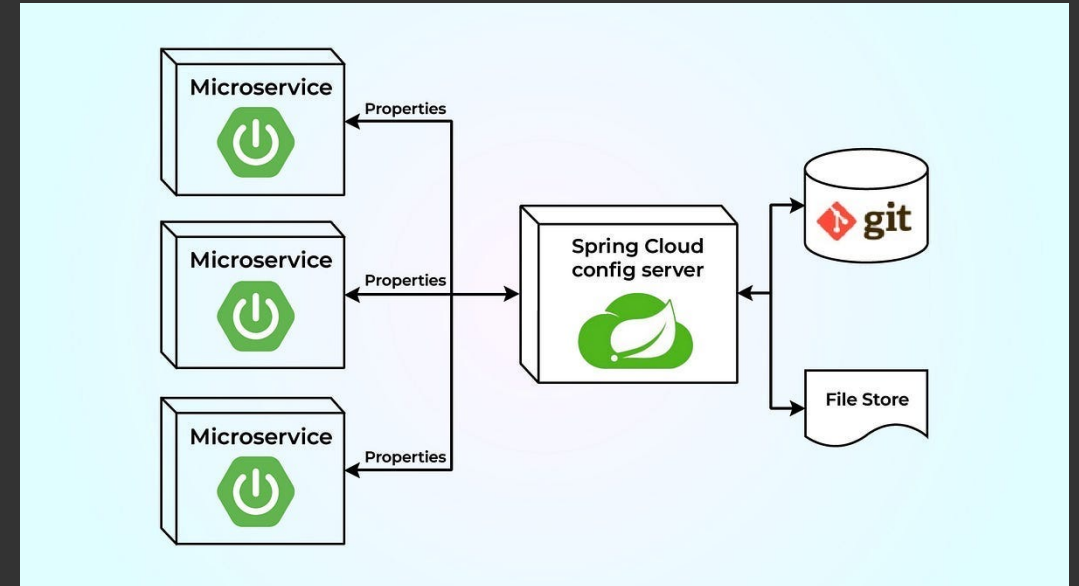 Microservice
Properties
Microservice
Properties
Microservice
Properties
Spring Cloud
config server
git
File Store